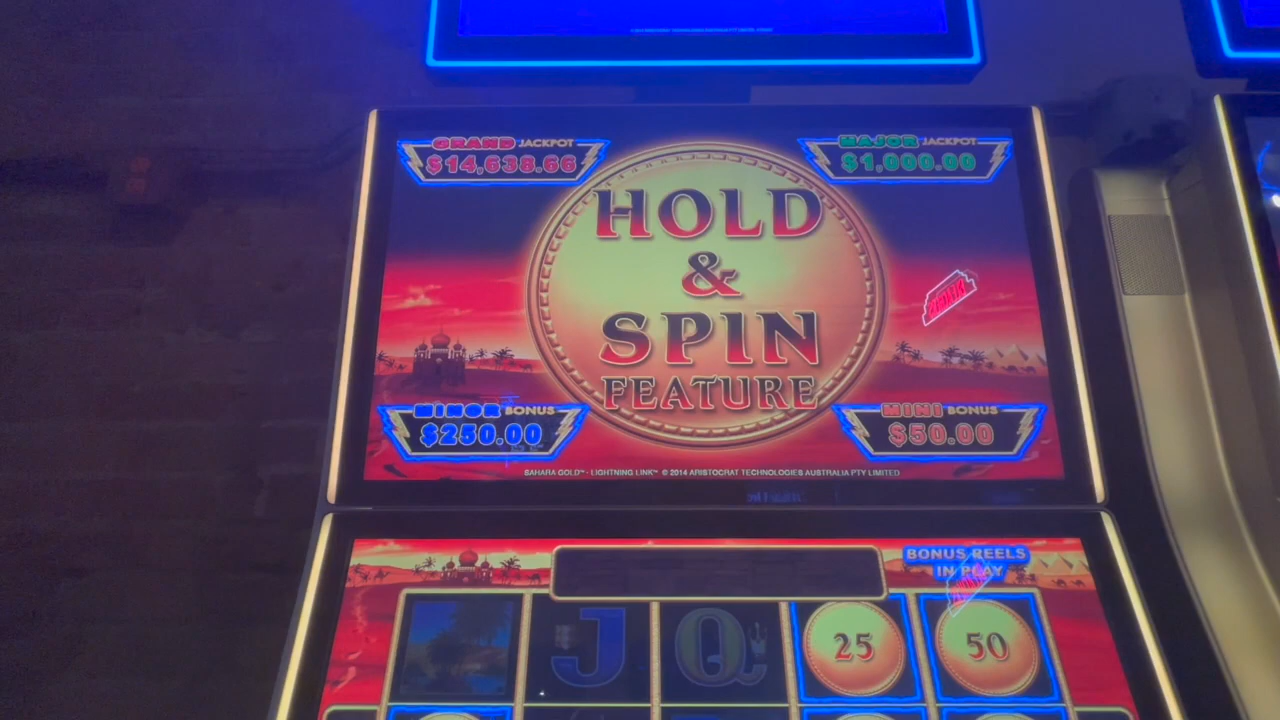 GRAND JACKPOT
$14,638.66
MAJOR JACKPOT
$1,000.00
HOLD
&
SPIN
FEATURE
MINOR BONUS
$250.00
MINI BONUS
$50.00
SAHARA GOLD™ - LIGHTNING LINK™ © 2014 ARISTOCRAT TECHNOLOGIES AUSTRALIA PTY LIMITED
BONUS REELS
IN PLAY
J
Q
25
50